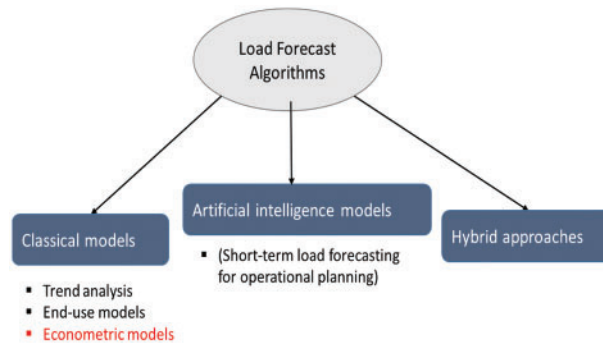 Load Forecast
Algorithms
Classical models
Artificial intelligence models
Hybrid approaches
▪ Trend analysis
▪ End-use models
▪ Econometric models
▪ (Short-term load forecasting
for operational planning)